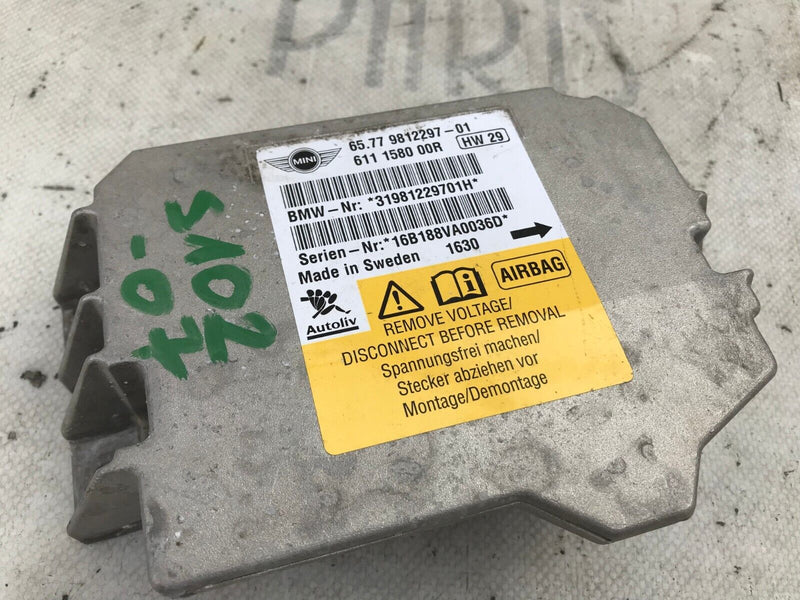 PARTS
65.77 9812297-01
MINI
611 1580 00R
HW 29
BMW-Nr: *31981229701H*
Serien-Nr:*16B188VA0036D*
Made in Sweden 1630
AIRBAG
Autoliv
REMOVE VOLTAGE/
DISCONNECT BEFORE REMOVAL
Spannungsfrei machen/
Stecker abziehen vor
Montage/Demontage